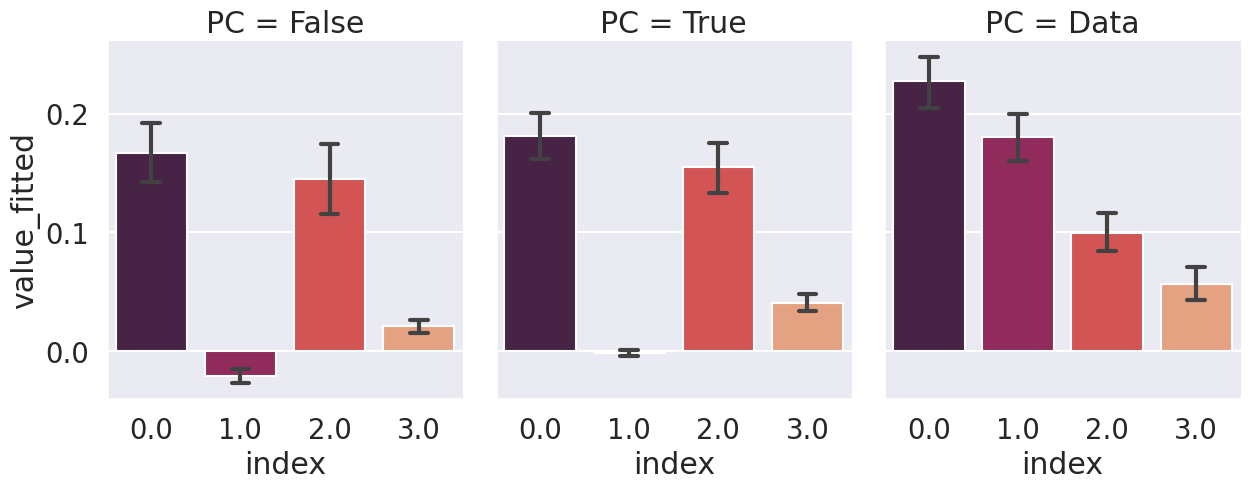 PC = False
PC = True
PC = Data
value_fitted
0.2
0.1
0.0
0.0 1.0 2.0 3.0
0.0 1.0 2.0 3.0
0.0 1.0 2.0 3.0
index
index
index